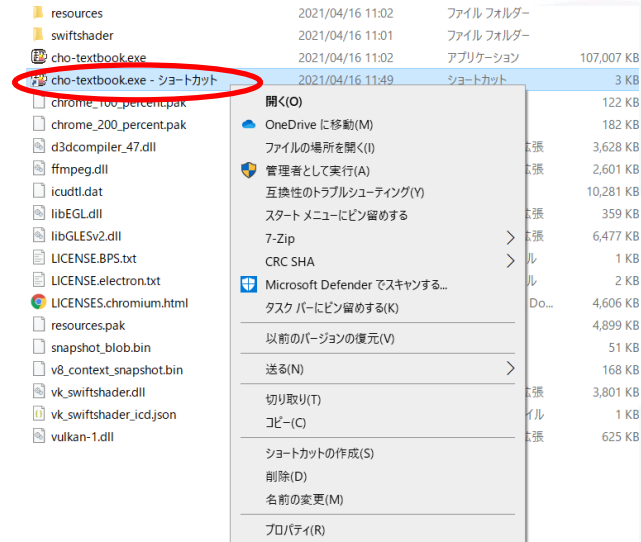 resources 2021/04/16 11:02 ファイル フォルダー
swiftshader 2021/04/16 11:01 ファイル フォルダー
cho-textbook.exe 2021/04/16 11:02 アプリケーション 107,007 KB
cho-textbook.exe - ショートカット 2021/04/16 11:49 ショートカット 3 KB
chrome_100_percent.pak 122 KB
chrome_200_percent.pak 182 KB
d3dcompiler_47.dll 張 3,628 KB
ffmpeg.dll 張 2,601 KB
icudtl.dat 10,281 KB
libEGL.dll 張 359 KB
libGLESv2.dll 張 6,477 KB
LICENSE.BPS.txt ル 1 KB
LICENSE.electron.txt ル 2 KB
LICENSES.chromium.html Do... 4,606 KB
resources.pak 4,899 KB
snapshot_blob.bin 51 KB
v8_context_snapshot.bin 168 KB
vk_swiftshader.dll 張 3,801 KB
vk_swiftshader_icd.json イル 1 KB
vulkan-1.dll 張 625 KB
開く(O)
OneDrive に移動(M)
ファイルの場所を開く(I)
管理者として実行(A)
互換性のトラブルシューティング(Y)
スタート メニューにピン留めする
7-Zip
CRC SHA
Microsoft Defender でスキャンする...
タスク バーにピン留めする(K)
以前のバージョンの復元(V)
送る(N)
切り取り(T)
コピー(C)
ショートカットの作成(S)
削除(D)
名前の変更(M)
プロパティ(R)